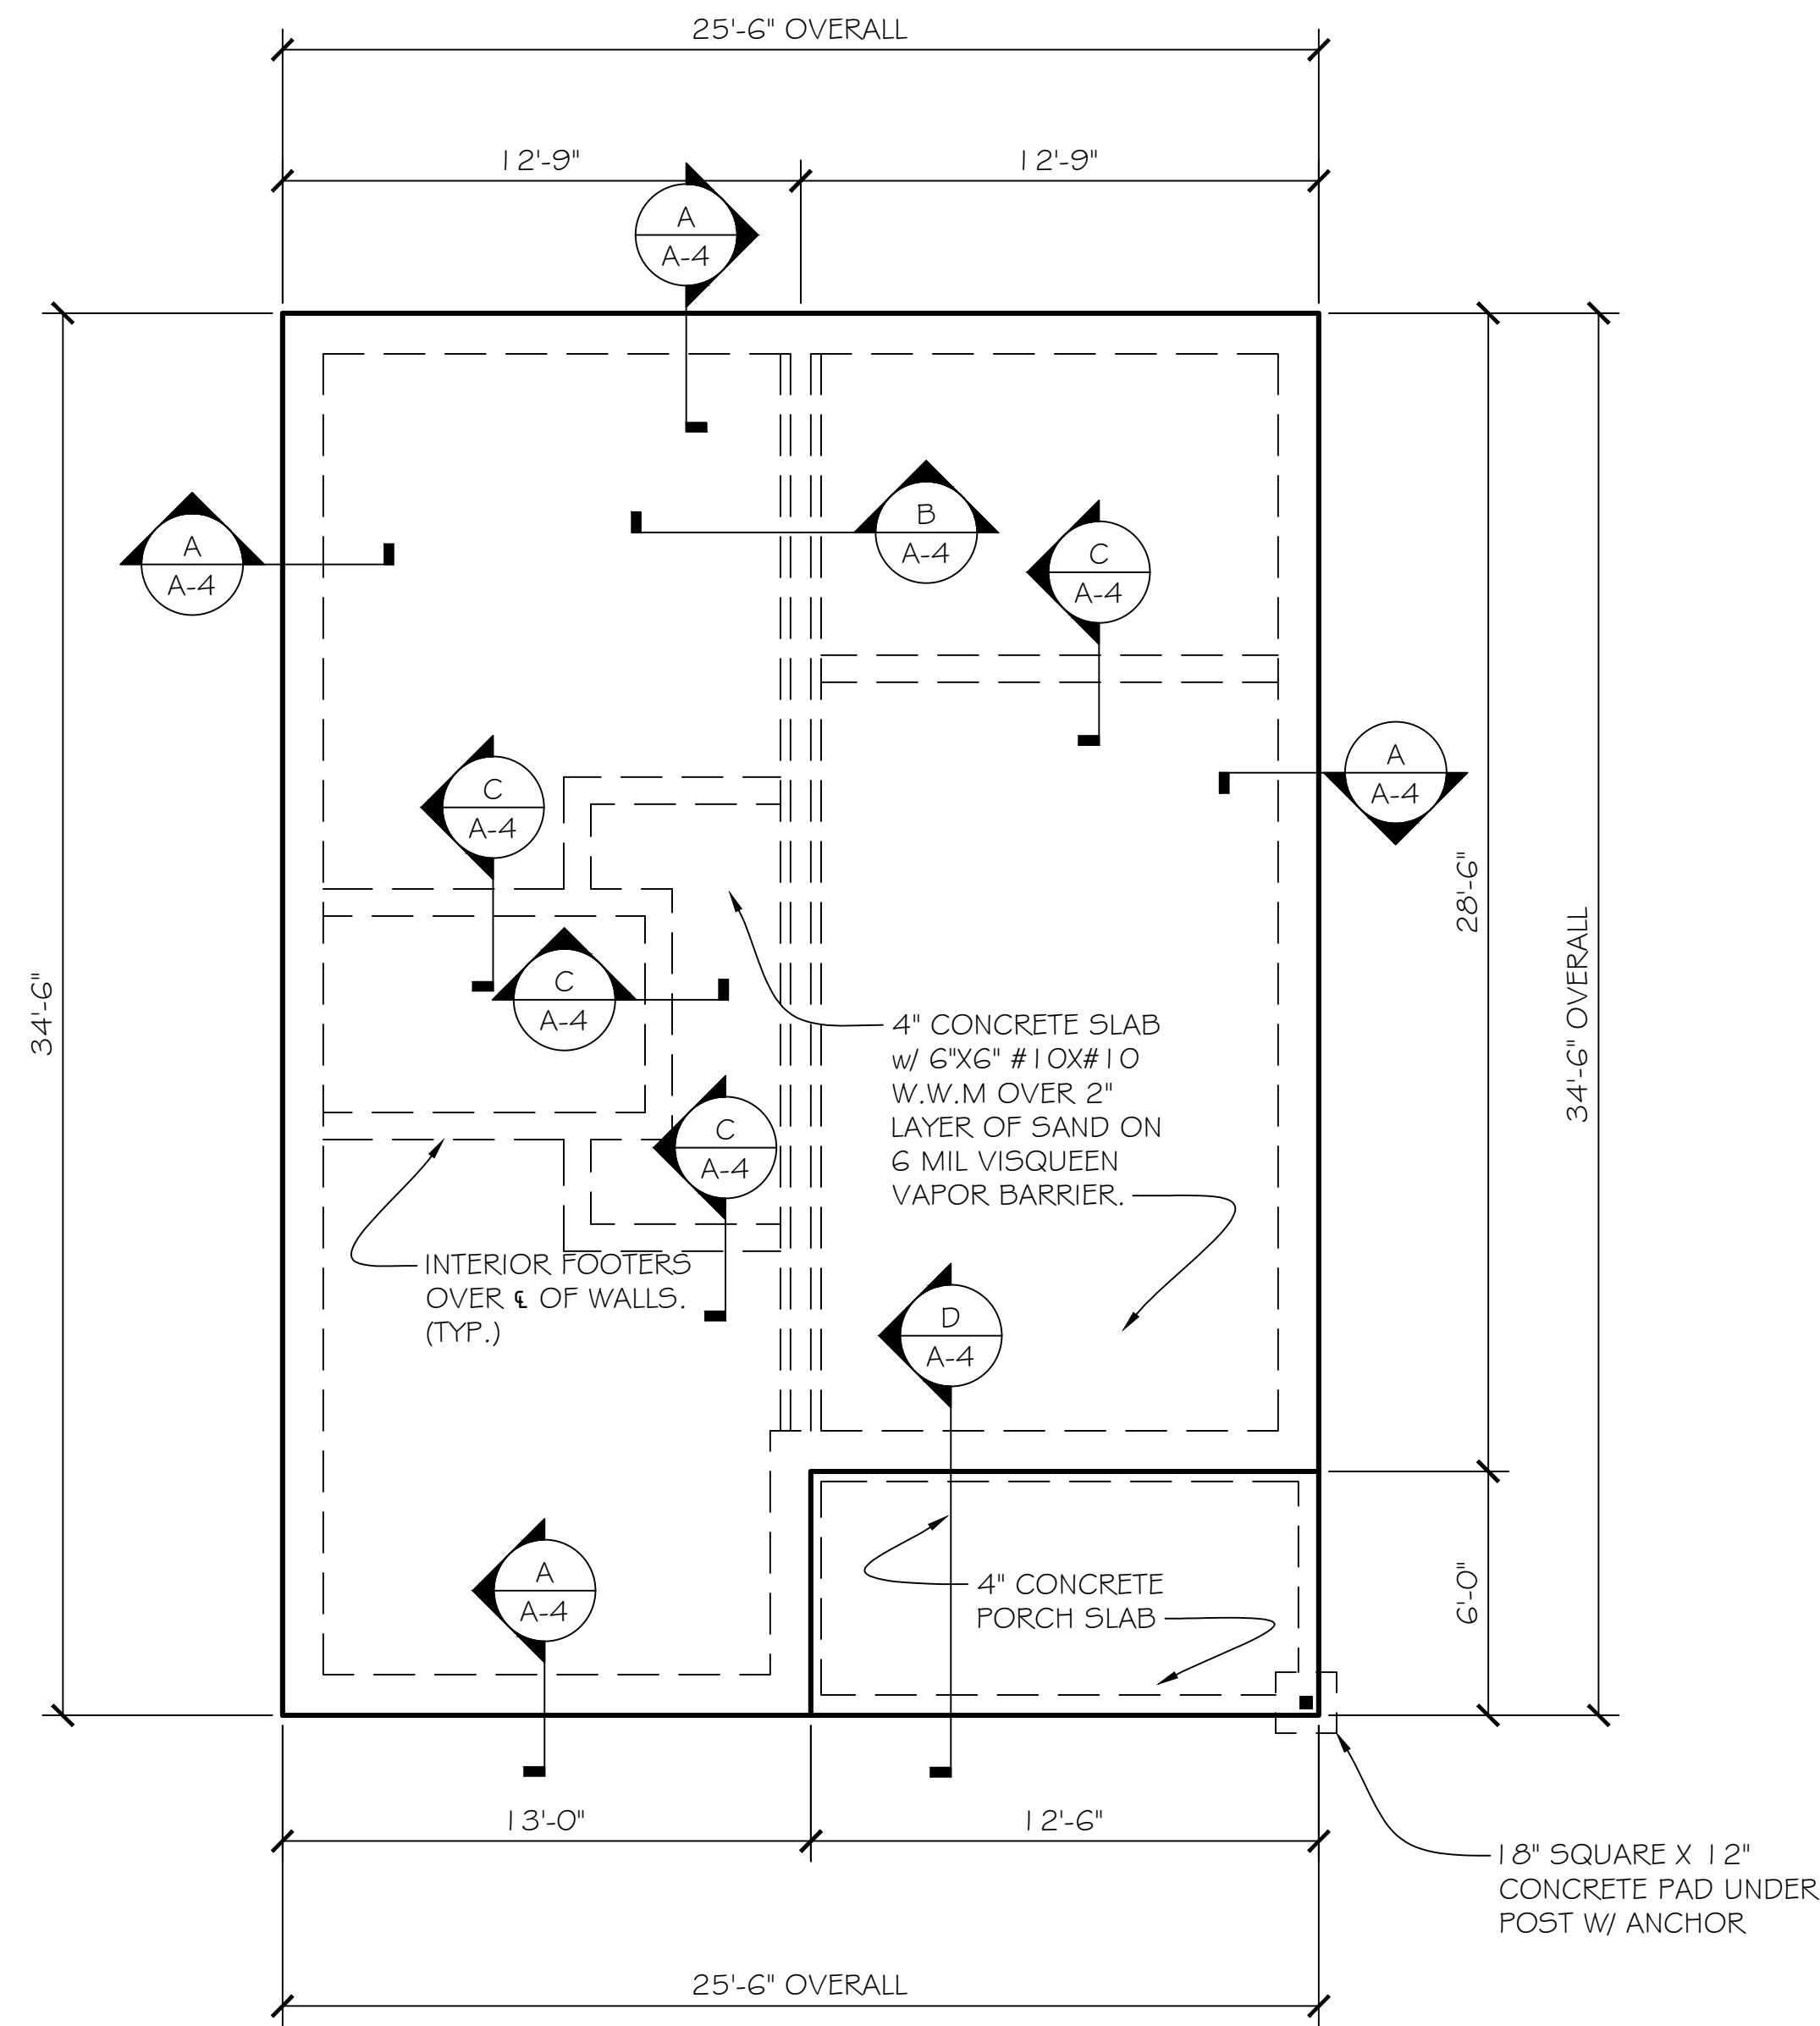 25'-6" OVERALL
12'-9"
12'-9"
A
A-4
B
A-4
A
A-4
C
A-4
A
A-4
C
A-4
28'-6"
34'-6" OVERALL
34'-6"
C
A-4
4" CONCRETE SLAB
w/ 6"X6" #10X#10
W.W.M OVER 2"
LAYER OF SAND ON
6 MIL VISQUEEN
VAPOR BARRIER.
C
A-4
INTERIOR FOOTERS
OVER ℄ OF WALLS.
(TYP.)
D
A-4
A
A-4
4" CONCRETE
PORCH SLAB
6'-0"
13'-0"
12'-6"
18" SQUARE X 12"
CONCRETE PAD UNDER
POST W/ ANCHOR
25'-6" OVERALL